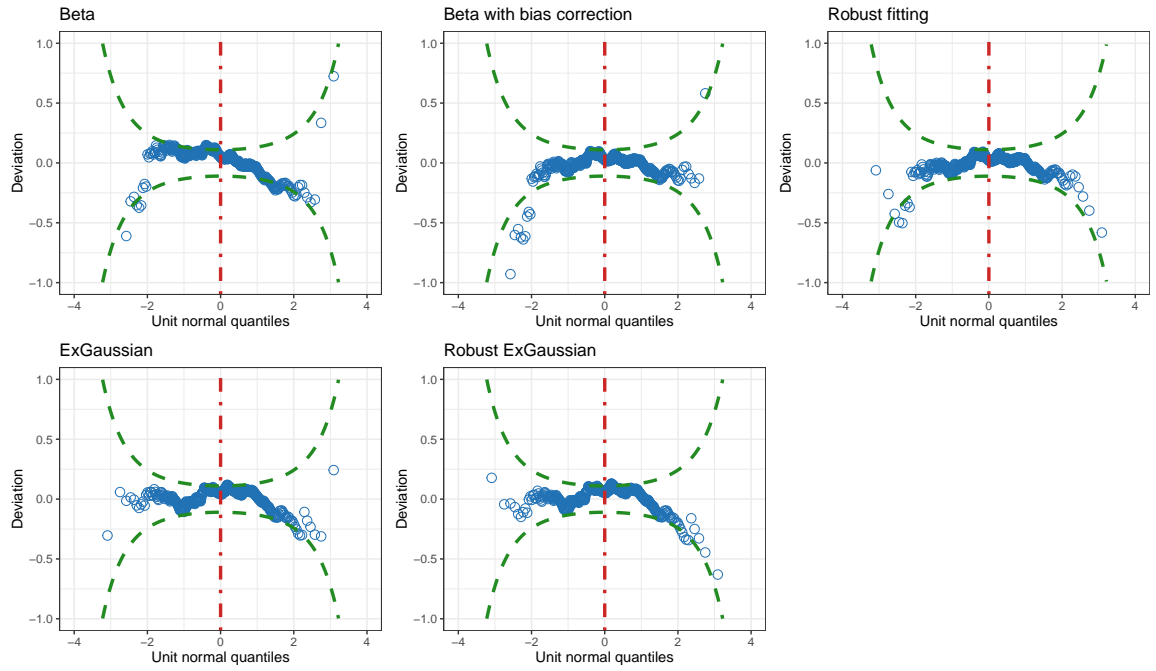 Beta
Beta with bias correction
Robust fitting
1.0
0.5
0.0
−0.5
−1.0
Deviation
−4 −2 0 2 4
Unit normal quantiles
1.0
0.5
0.0
−0.5
−1.0
Deviation
−4 −2 0 2 4
Unit normal quantiles
1.0
0.5
0.0
−0.5
−1.0
Deviation
−4 −2 0 2 4
Unit normal quantiles
ExGaussian
Robust ExGaussian
1.0
0.5
0.0
−0.5
−1.0
Deviation
−4 −2 0 2 4
Unit normal quantiles
1.0
0.5
0.0
−0.5
−1.0
Deviation
−4 −2 0 2 4
Unit normal quantiles